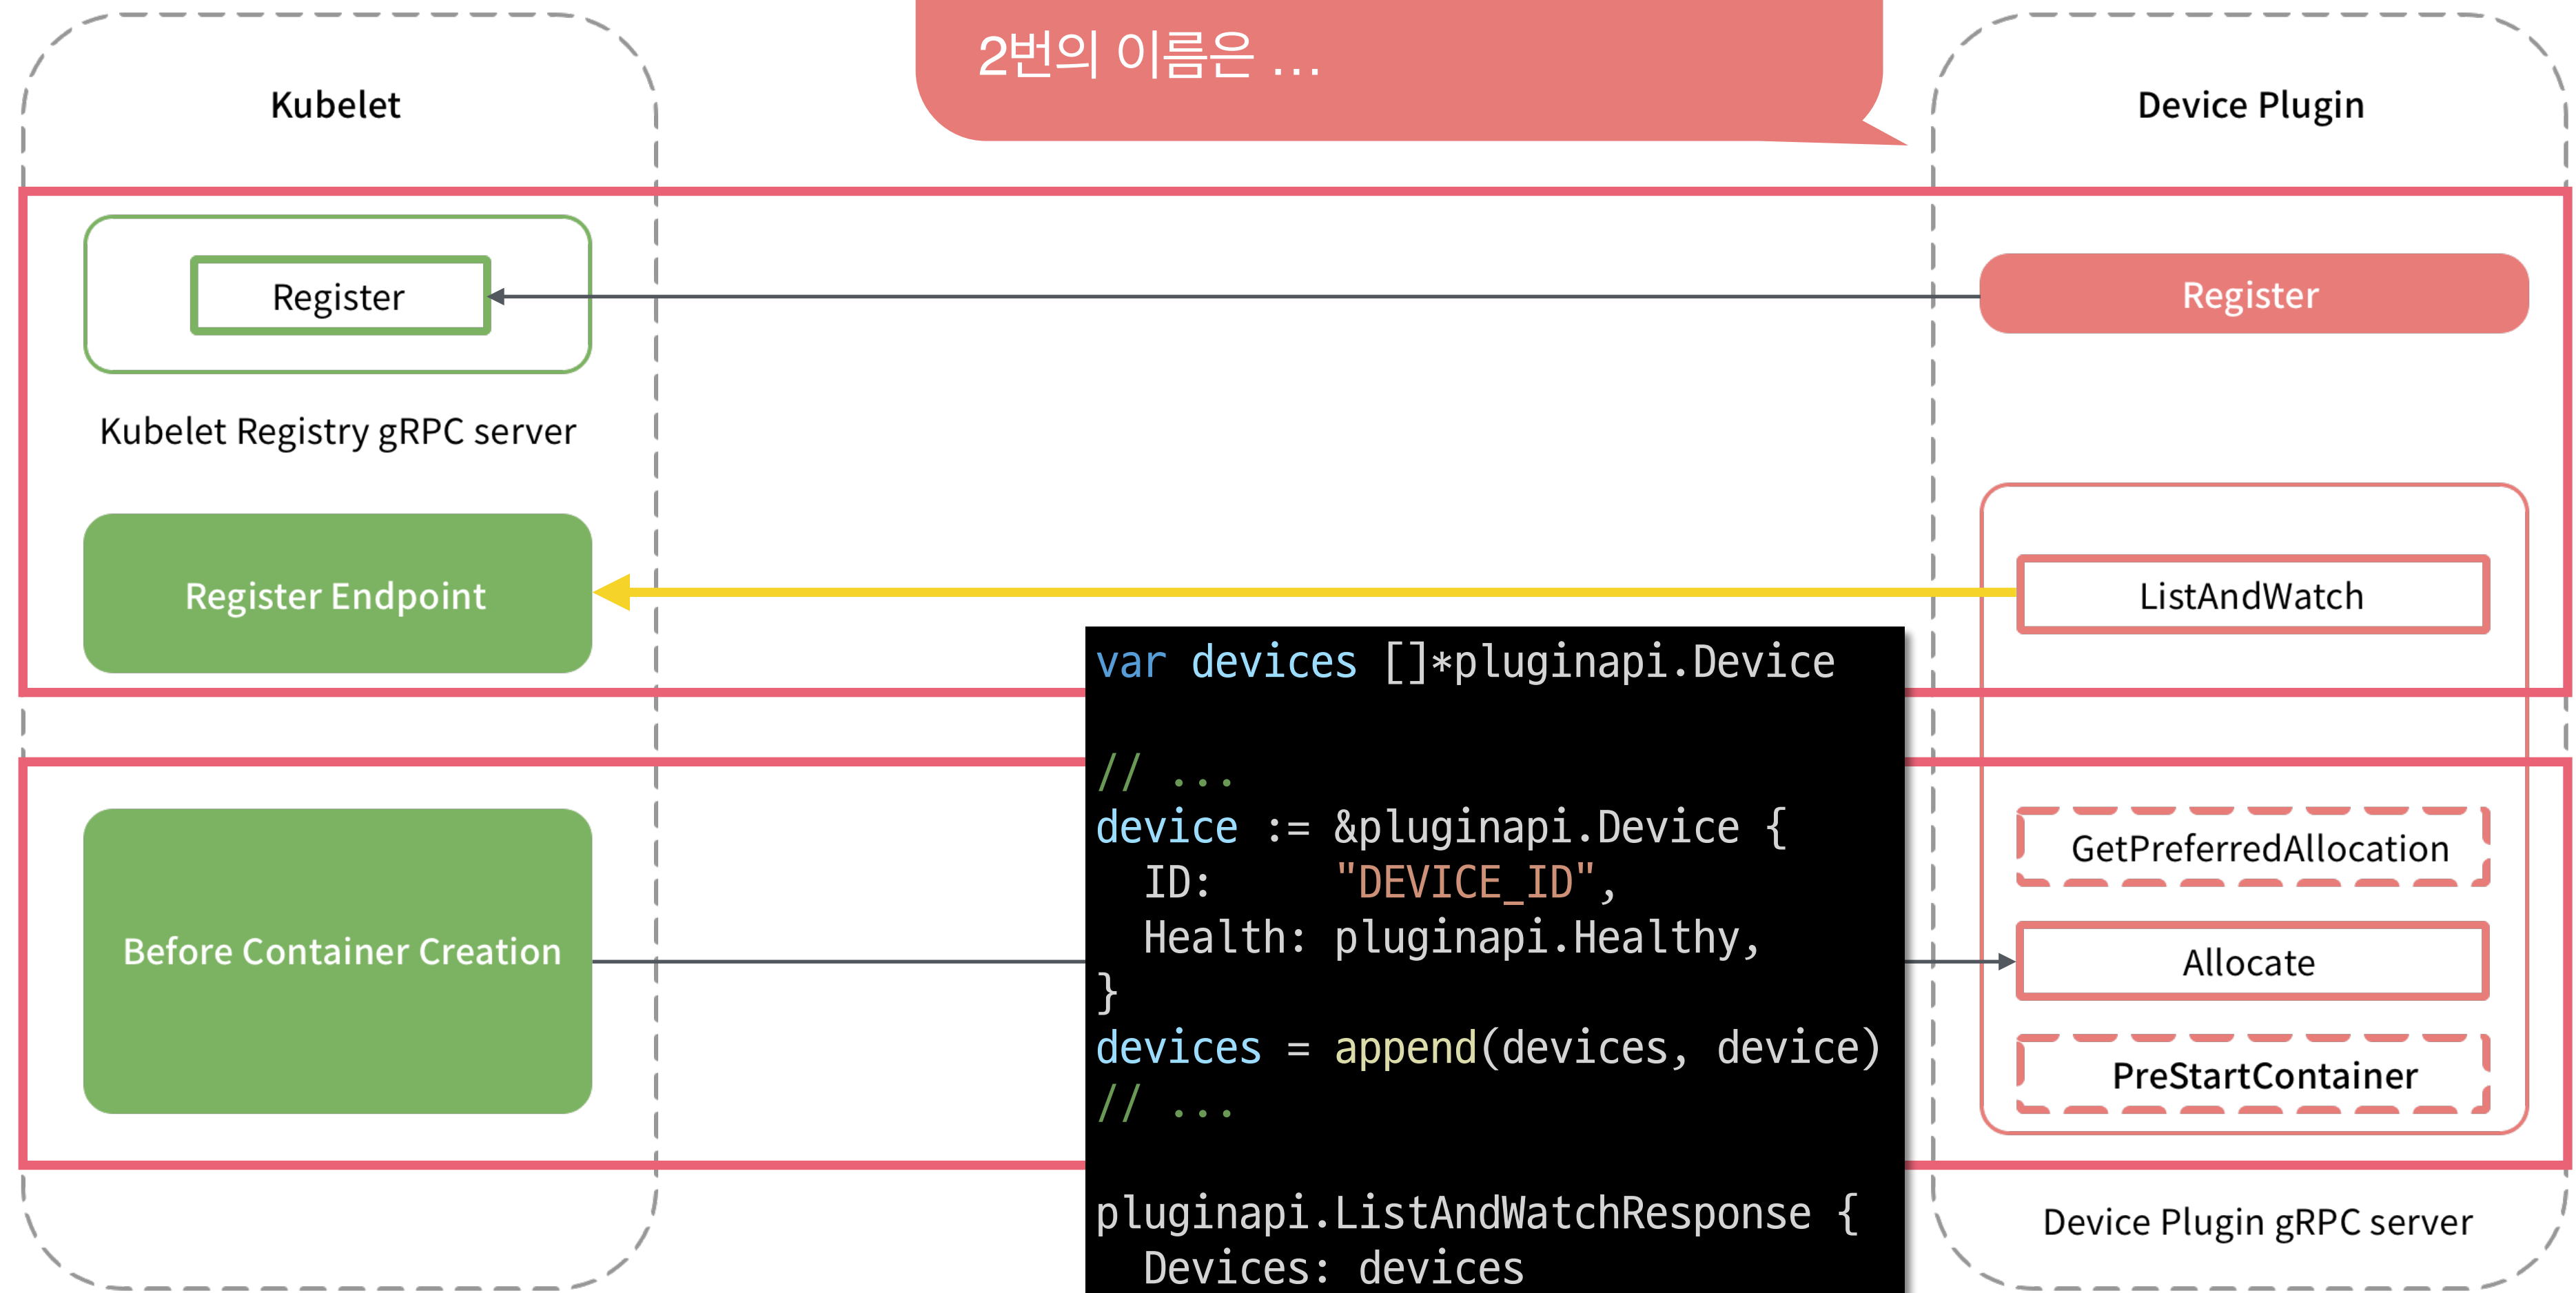 2번의 이름은 ...
Kubelet
Device Plugin
Register
Register
Kubelet Registry gRPC server
Register Endpoint
ListAndWatch
var devices []*pluginapi.Device
// ...
device := &pluginapi.Device {
  ID:     "DEVICE_ID",
  Health: pluginapi.Healthy,
}
devices = append(devices, device)
// ...
pluginapi.ListAndWatchResponse {
  Devices: devices
Before Container Creation
GetPreferredAllocation
Allocate
PreStartContainer
Device Plugin gRPC server